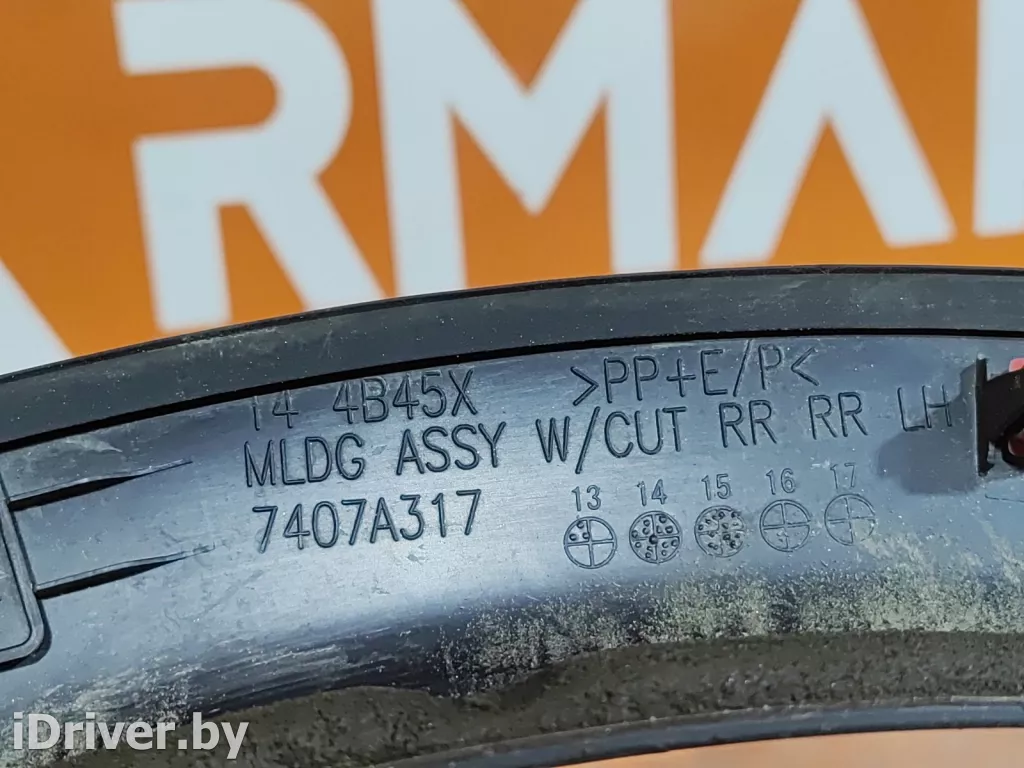 RMA
14 4B45X >PP+E/P<
MLDG ASSY W/CUT RR RR LH
7407A317
13 14 15 16 17
iDriver.by